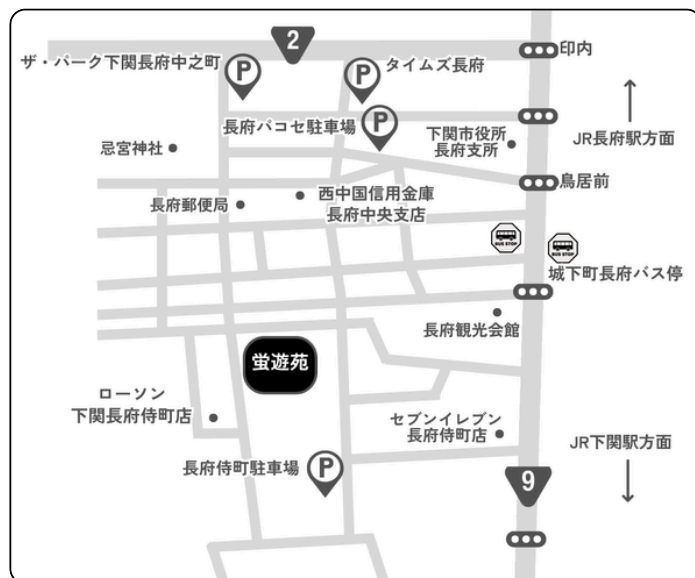 2
印内
ザ・パーク下関長府中之町
P
P
タイムズ長府
長府パコセ駐車場
P
下関市役所
長府支所
JR長府駅方面
忌宮神社
鳥居前
長府郵便局
西中国信用金庫
長府中央支店
BUS STOP
BUS STOP
城下町長府バス停
長府観光会館
蛍遊苑
ローソン
下関長府侍町店
セブンイレブン
長府侍町店
JR下関駅方面
長府侍町駐車場
P
9